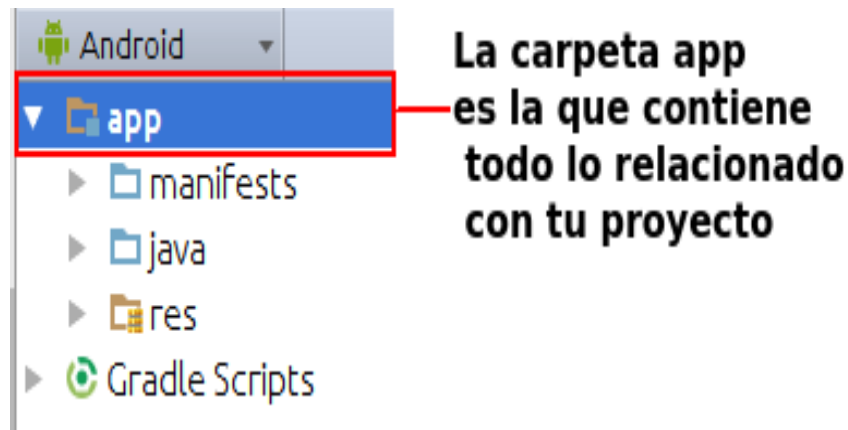 Android
app
manifests
java
res
Gradle Scripts
La carpeta app
es la que contiene
todo lo relacionado
con tu proyecto